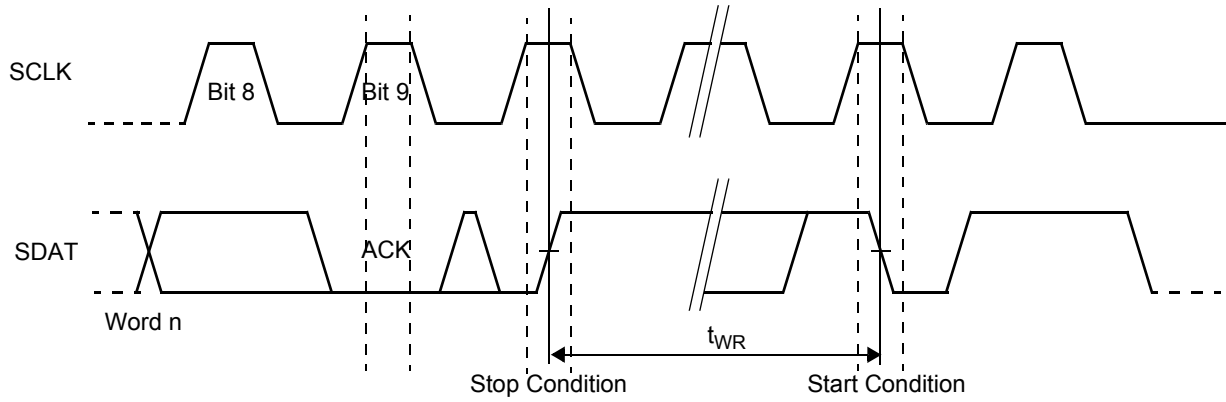 SCLK
Bit 8
Bit 9
SDAT
ACK
Word n
tWR
Stop Condition
Start Condition